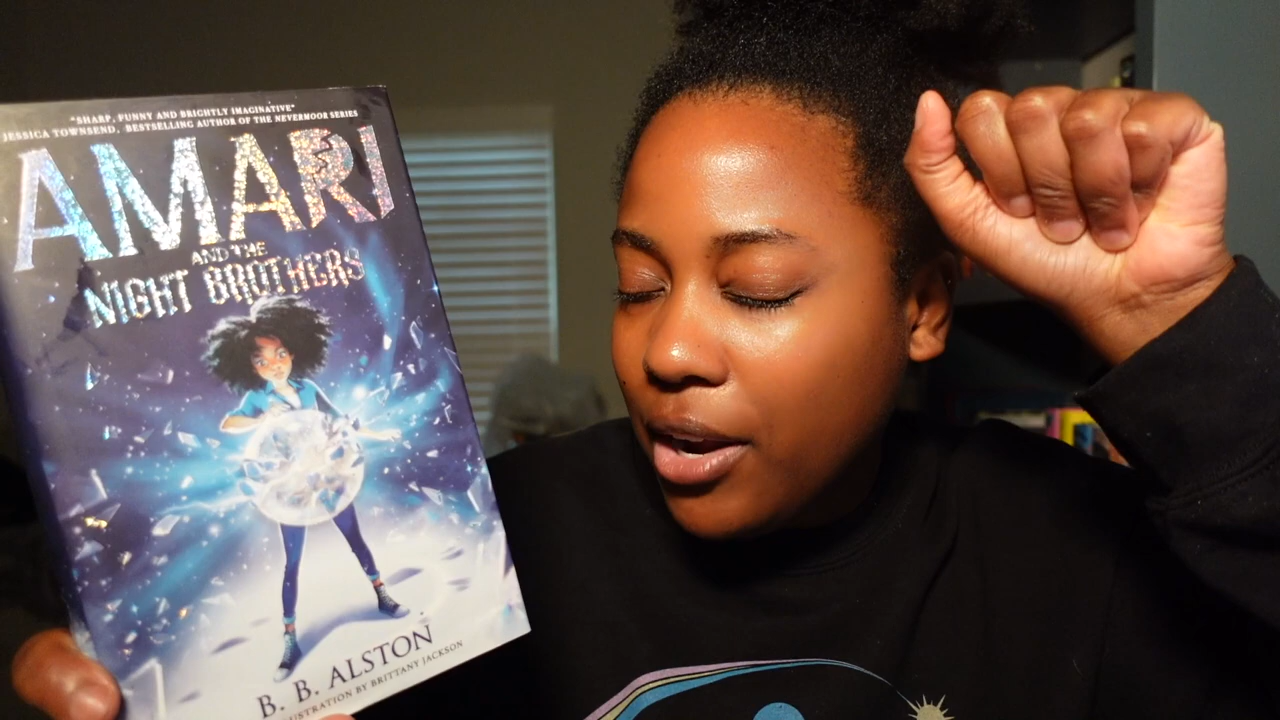 "SHARP, FUNNY AND BRIGHTLY IMAGINATIVE"
JESSICA TOWNSEND, BESTSELLING AUTHOR OF THE NEVERMOOR SERIES
AMARI
AND THE
NIGHT BROTHERS
B. B. ALSTON
ILLUSTRATION BY BRITTANY JACKSON